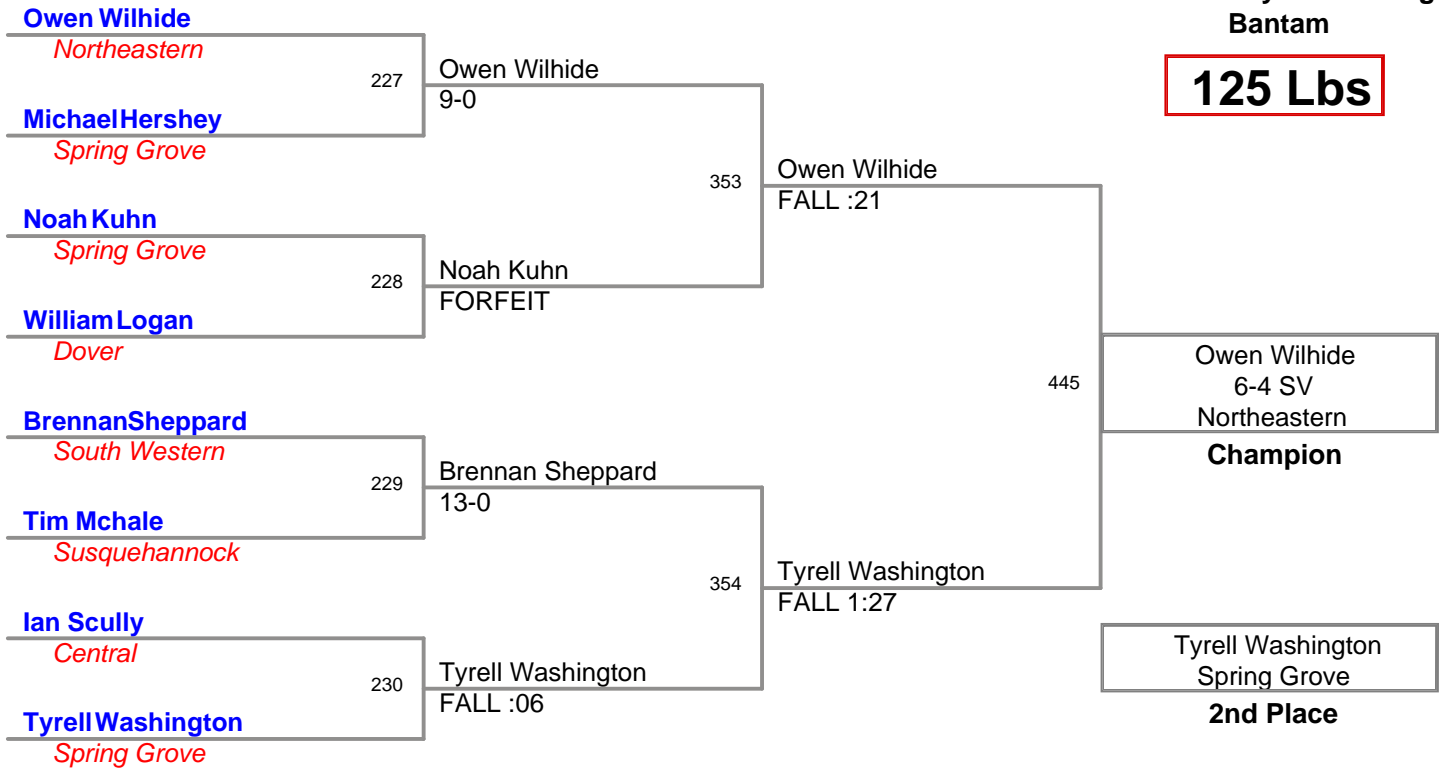 Owen Wilhide
Northeastern
227
Owen Wilhide
9-0
Michael Hershey
Spring Grove
353
Owen Wilhide
FALL :21
Noah Kuhn
Spring Grove
228
Noah Kuhn
FORFEIT
William Logan
Dover
445
Owen Wilhide
6-4 SV
Northeastern
Champion
Brennan Sheppard
South Western
229
Brennan Sheppard
13-0
Tim Mchale
Susquehannock
354
Tyrell Washington
FALL 1:27
Ian Scully
Central
230
Tyrell Washington
FALL :06
Tyrell Washington
Spring Grove
Tyrell Washington
Spring Grove
2nd Place
Bantam
125 Lbs